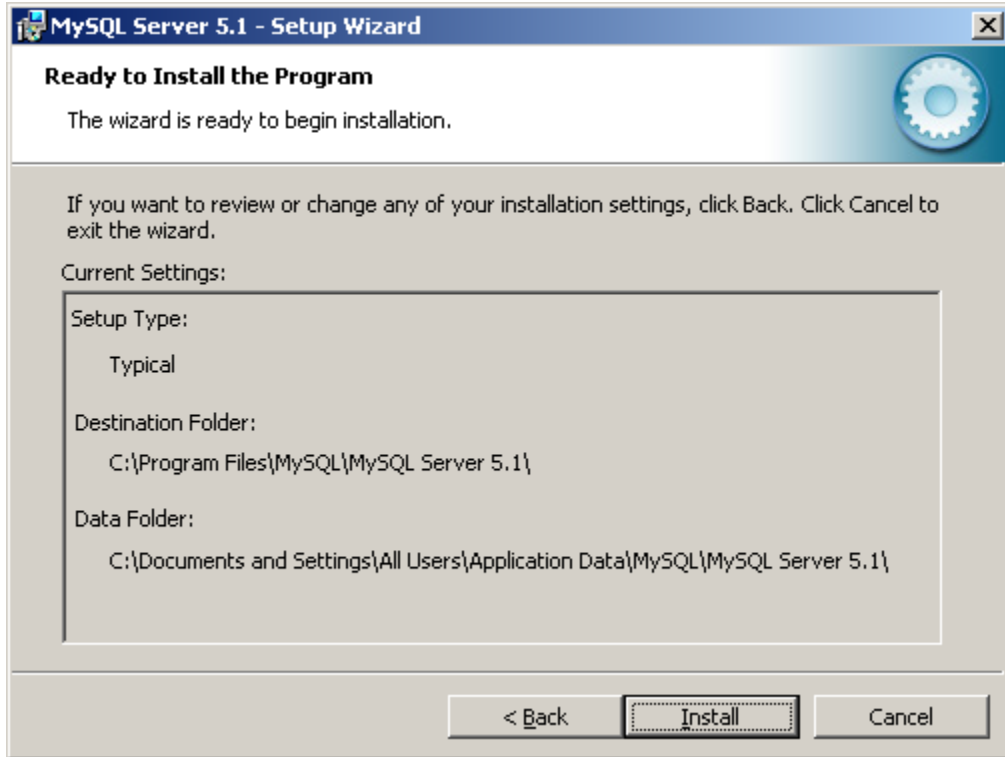 MySQL Server 5.1 - Setup Wizard
Ready to Install the Program
The wizard is ready to begin installation.
If you want to review or change any of your installation settings, click Back. Click Cancel to
exit the wizard.
Current Settings:
Setup Type:
Typical
Destination Folder:
C:\Program Files\MySQL\MySQL Server 5.1\
Data Folder:
C:\Documents and Settings\All Users\Application Data\MySQL\MySQL Server 5.1\
< Back
Install
Cancel